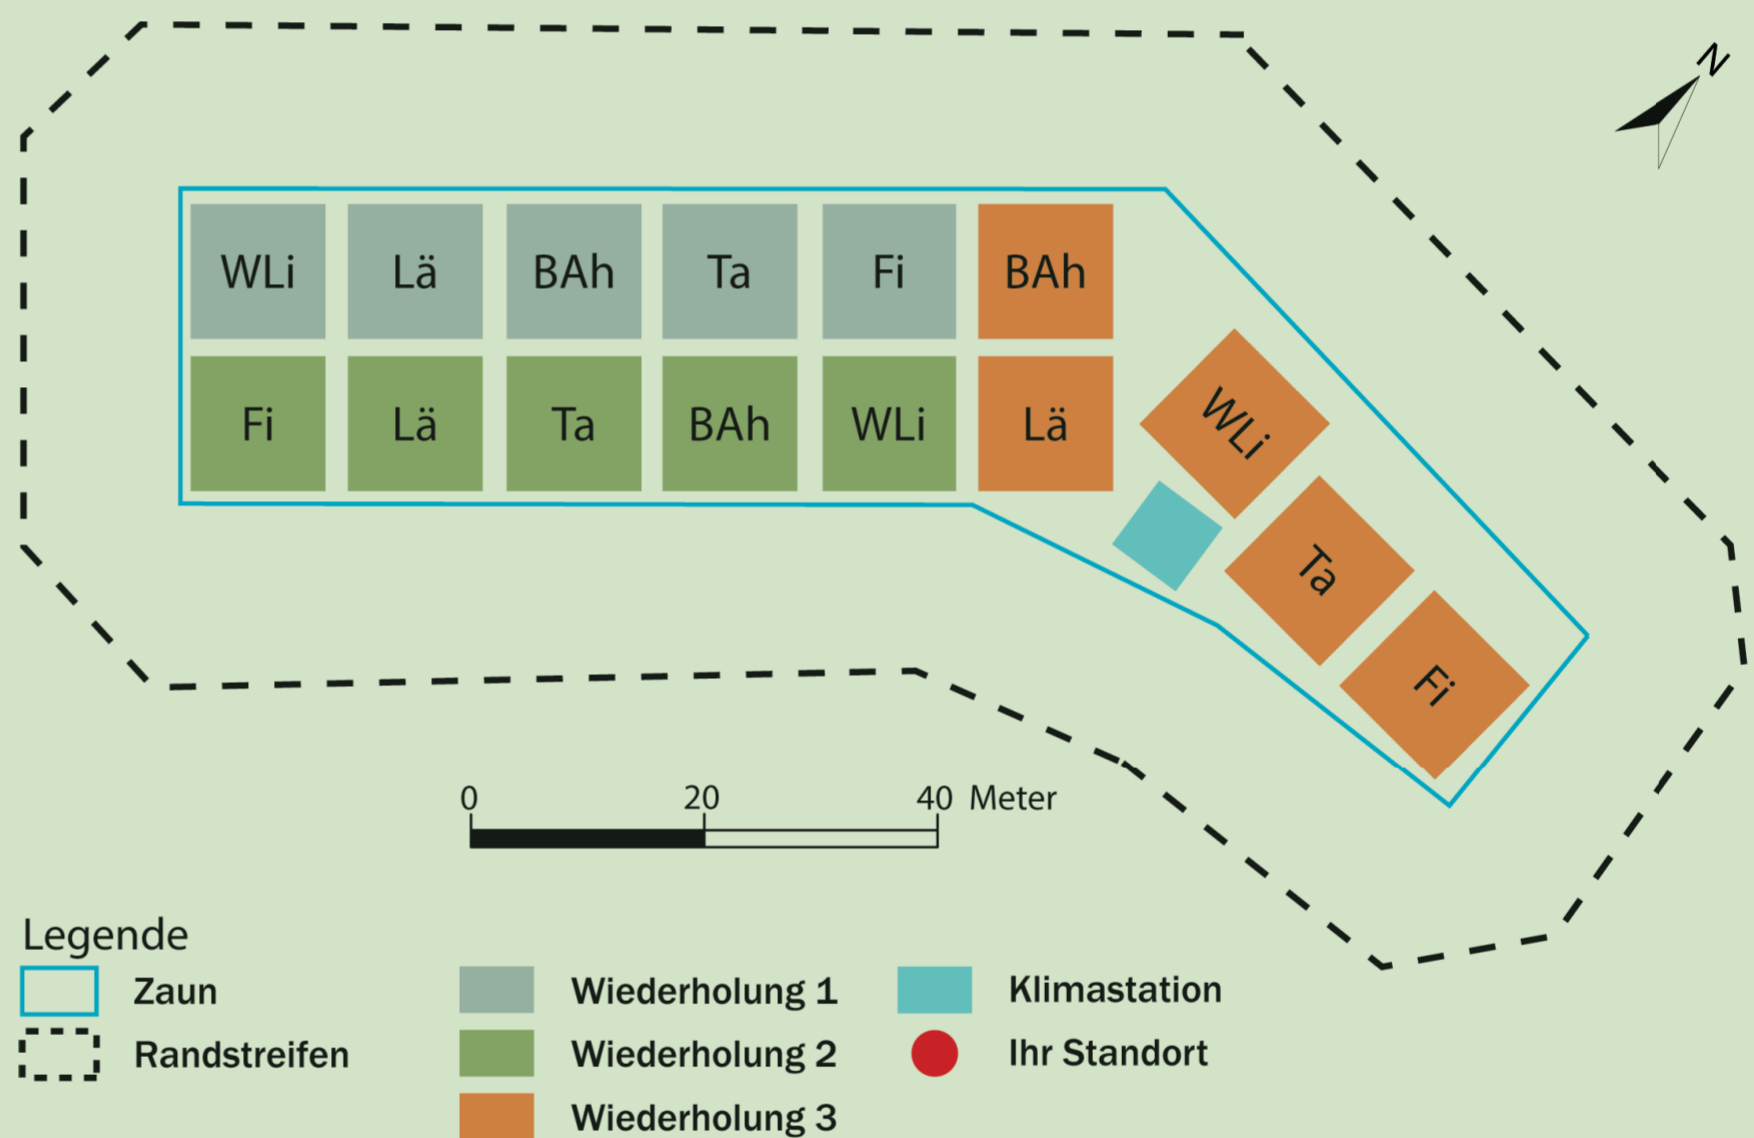 N
WLi Lä BAh Ta Fi BAh
Fi Lä Ta BAh WLi Lä
WLi
Ta
Fi
0 20 40 Meter
Legende
Zaun
Randstreifen
Wiederholung 1
Wiederholung 2
Wiederholung 3
Klimastation
Ihr Standort